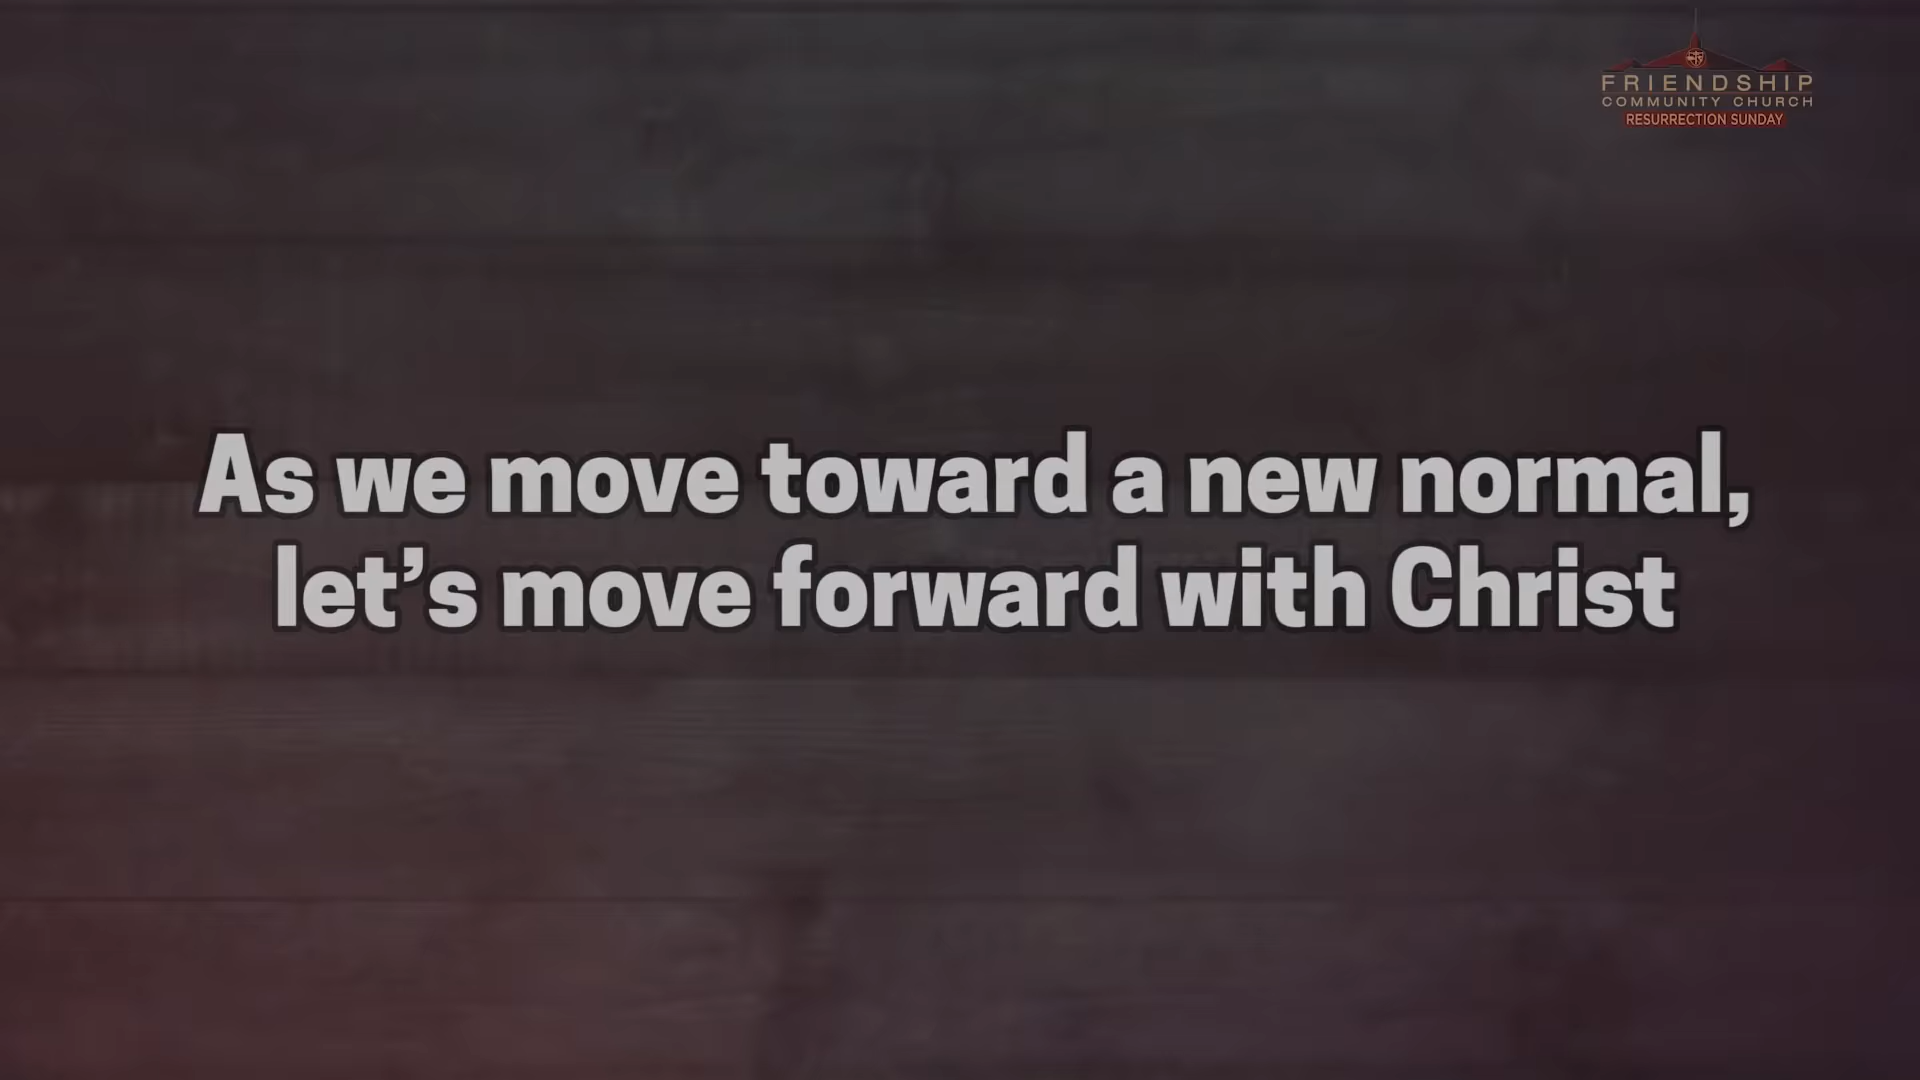 FRIENDSHIP
COMMUNITY CHURCH
RESURRECTION SUNDAY
As we move toward a new normal,
let’s move forward with Christ